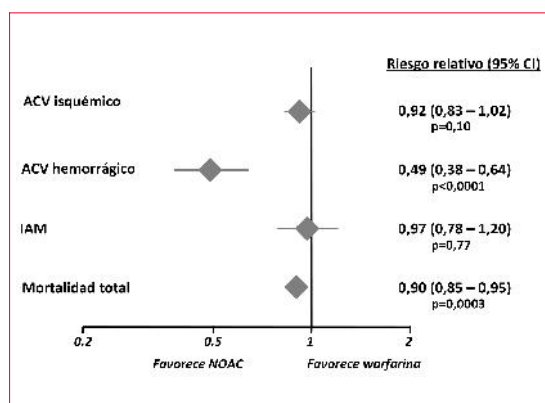 Riesgo relativo (95% CI)
ACV isquémico
0,92 (0,83 – 1,02)
p=0,10
ACV hemorrágico
0,49 (0,38 – 0,64)
p<0,0001
IAM
0,97 (0,78 – 1,20)
p=0,77
Mortalidad total
0,90 (0,85 – 0,95)
p=0,0003
0.2 0.5 1 2
Favorece NOAC Favorece warfarina